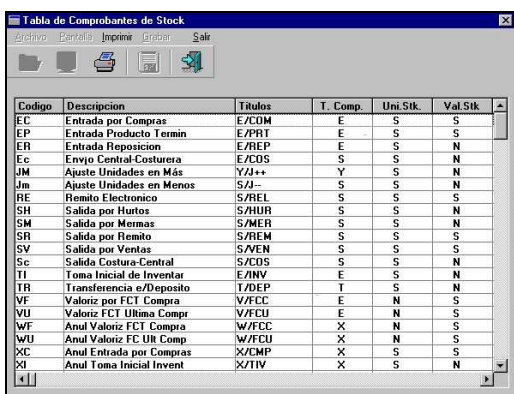 Tabla de Comprobantes de Stock
Archivo Pantalla Imprimir Grabar Salir
Codigo Descripcion Titulos T. Comp. Uni.Stk. Val.Stk
EC Entrada por Compras E/COM E S S
EP Entrada Producto Termin E/PRT E S S
ER Entrada Reposicion E/REP E S N
Ec Envjo Central-Costurera E/COS S S N
JM Ajuste Unidades en Más Y/J++ Y S N
Jm Ajuste Unidades en Menos S/J-- S S N
RE Remito Electronico S/REL S S S
SH Salida por Hurtos S/HUR S S N
SM Salida por Mermas S/MER S S N
SR Salida por Remito S/REM S S S
SV Salida por Ventas S/VEN S S S
Sc Salida Costura-Central S/COS S S N
TI Toma Inicial de Inventar E/INV E S N
TR Transferencia e/Deposito T/DEP T S N
VF Valoriz por FCT Compra V/FCC E N S
VU Valoriz FCT Ultima Compr V/FCU E N S
WF Anul Valoriz FCT Compra W/FCC X N S
WU Anul Valoriz FC Ult Comp W/FCU X N S
XC Anul Entrada por Compras X/CMP X S S
XI Anul Toma Inicial Invent X/TIV X S N